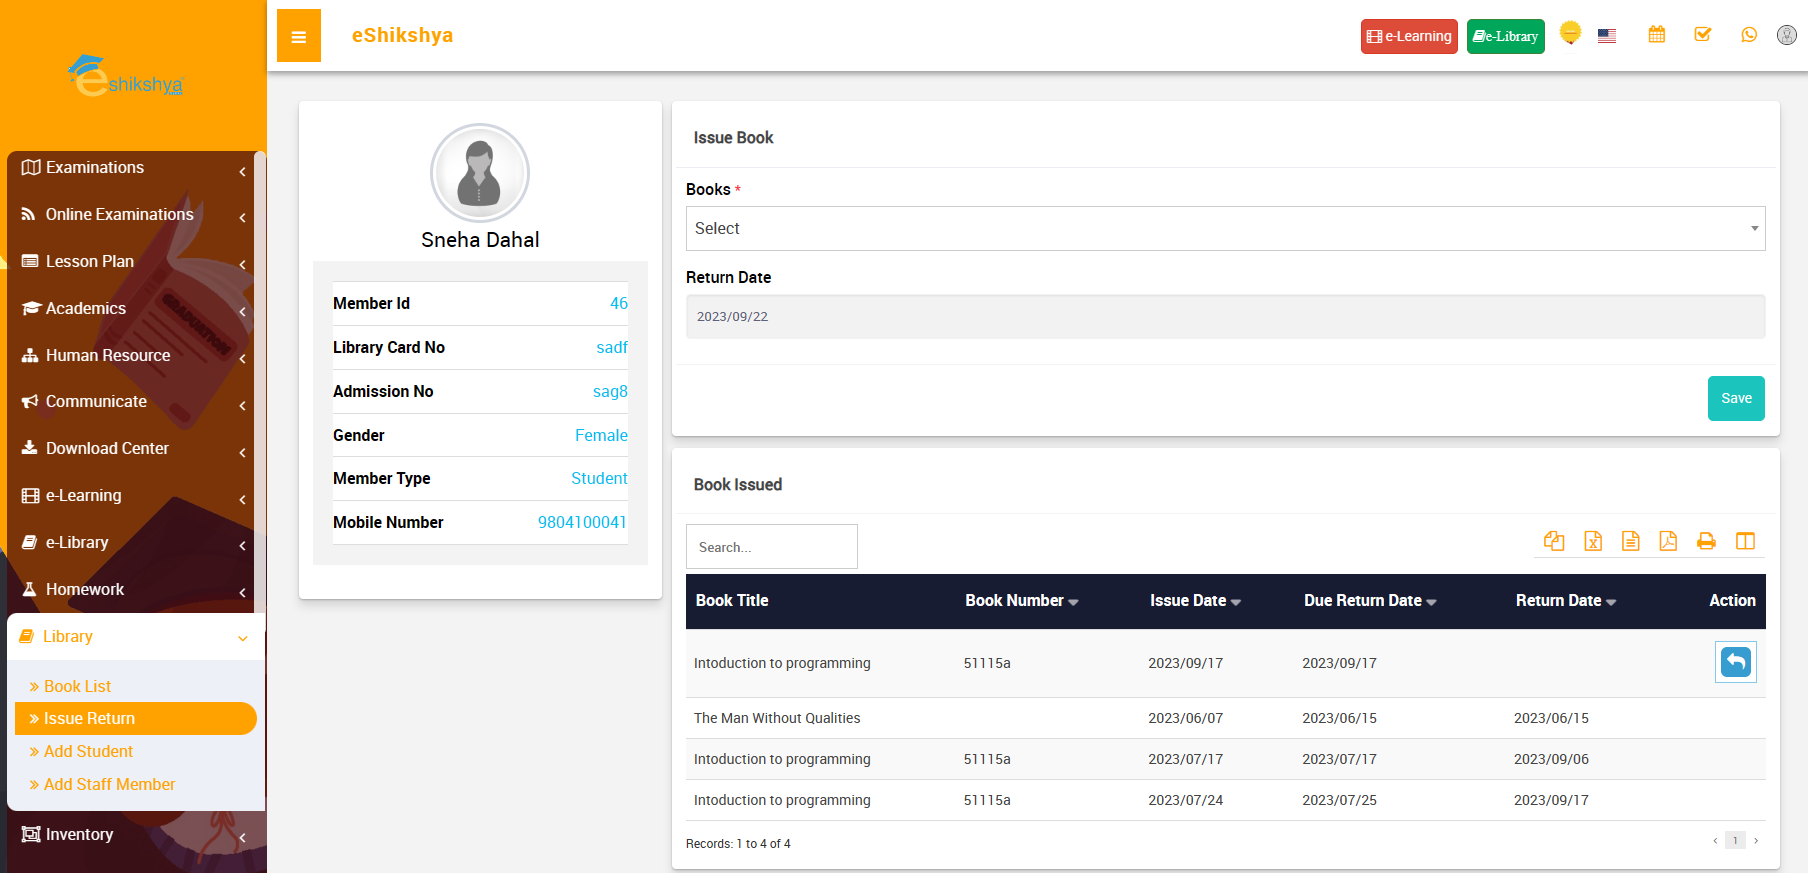 eshikshya
Examinations
Online Examinations
Lesson Plan
Academics
Human Resource
Communicate
Download Center
e-Learning
e-Library
Homework
Library
» Book List
» Issue Return
» Add Student
» Add Staff Member
Inventory
GRADUATION
eShikshya
e-Learning
e-Library
Sneha Dahal
Member Id 46
Library Card No sadf
Admission No sag8
Gender Female
Member Type Student
Mobile Number 9804100041
Issue Book
Books *
Select
Return Date
2023/09/22
Save
Book Issued
Search...
Book Title Book Number Issue Date Due Return Date Return Date Action
Intoduction to programming 51115a 2023/09/17 2023/09/17
The Man Without Qualities 2023/06/07 2023/06/15 2023/06/15
Intoduction to programming 51115a 2023/07/17 2023/07/17 2023/09/06
Intoduction to programming 51115a 2023/07/24 2023/07/25 2023/09/17
Records: 1 to 4 of 4
‹ 1 ›